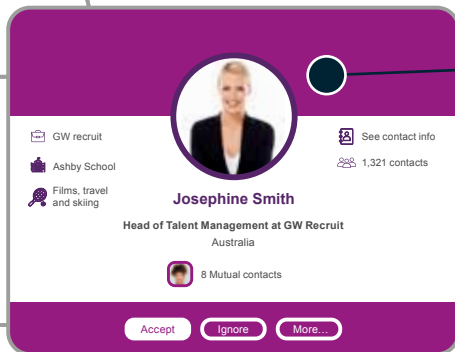 GW recruit
Ashby School
Films, travel
and skiing
See contact info
1,321 contacts
Josephine Smith
Head of Talent Management at GW Recruit
Australia
8 Mutual contacts
Accept
Ignore
More...